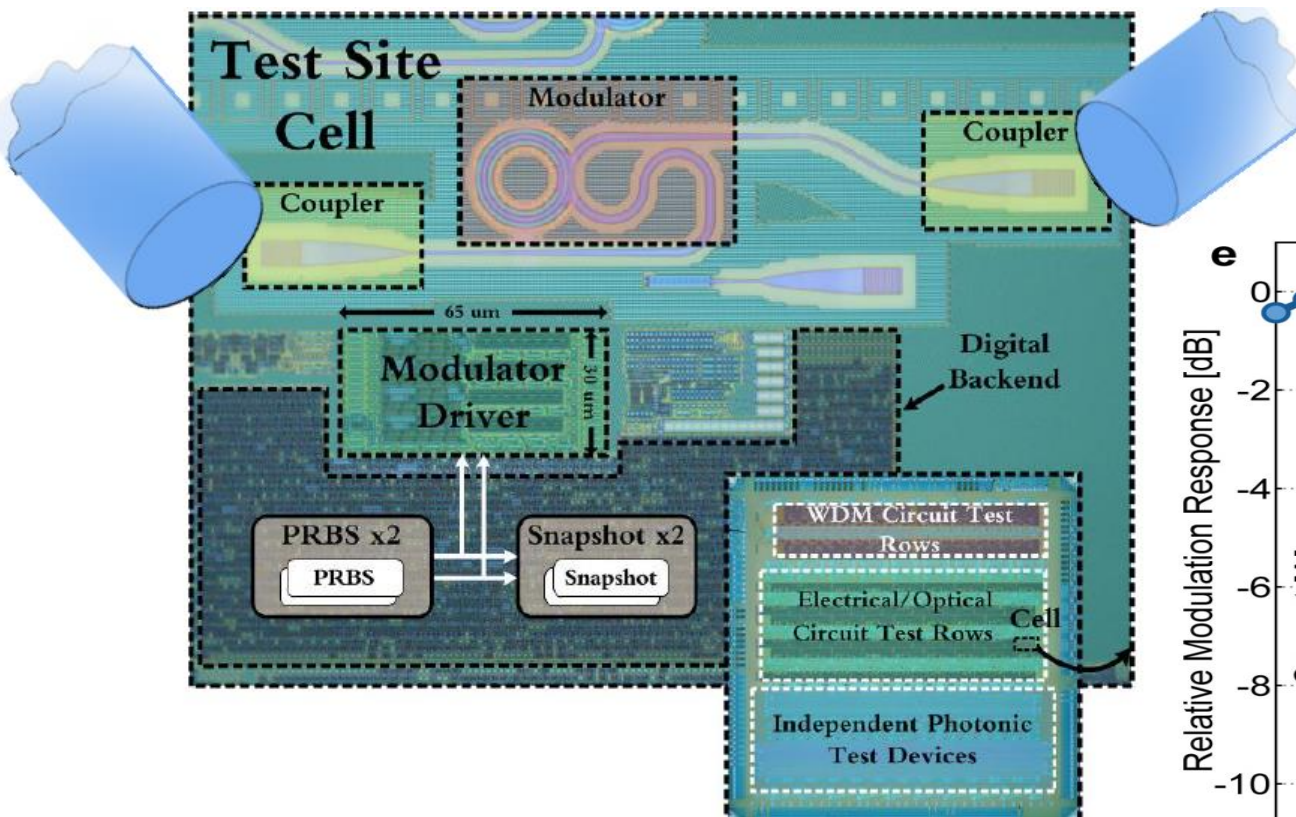 Test Site
Cell
Modulator
Coupler
Coupler
65 um
30 um
Modulator
Driver
Digital
Backend
PRBS x2
PRBS
Snapshot x2
Snapshot
WDM Circuit Test
Rows
Electrical/Optical
Circuit Test Rows
Cell
Independent Photonic
Test Devices
e
Relative Modulation Response [dB]
0
-2
-4
-6
-8
-10